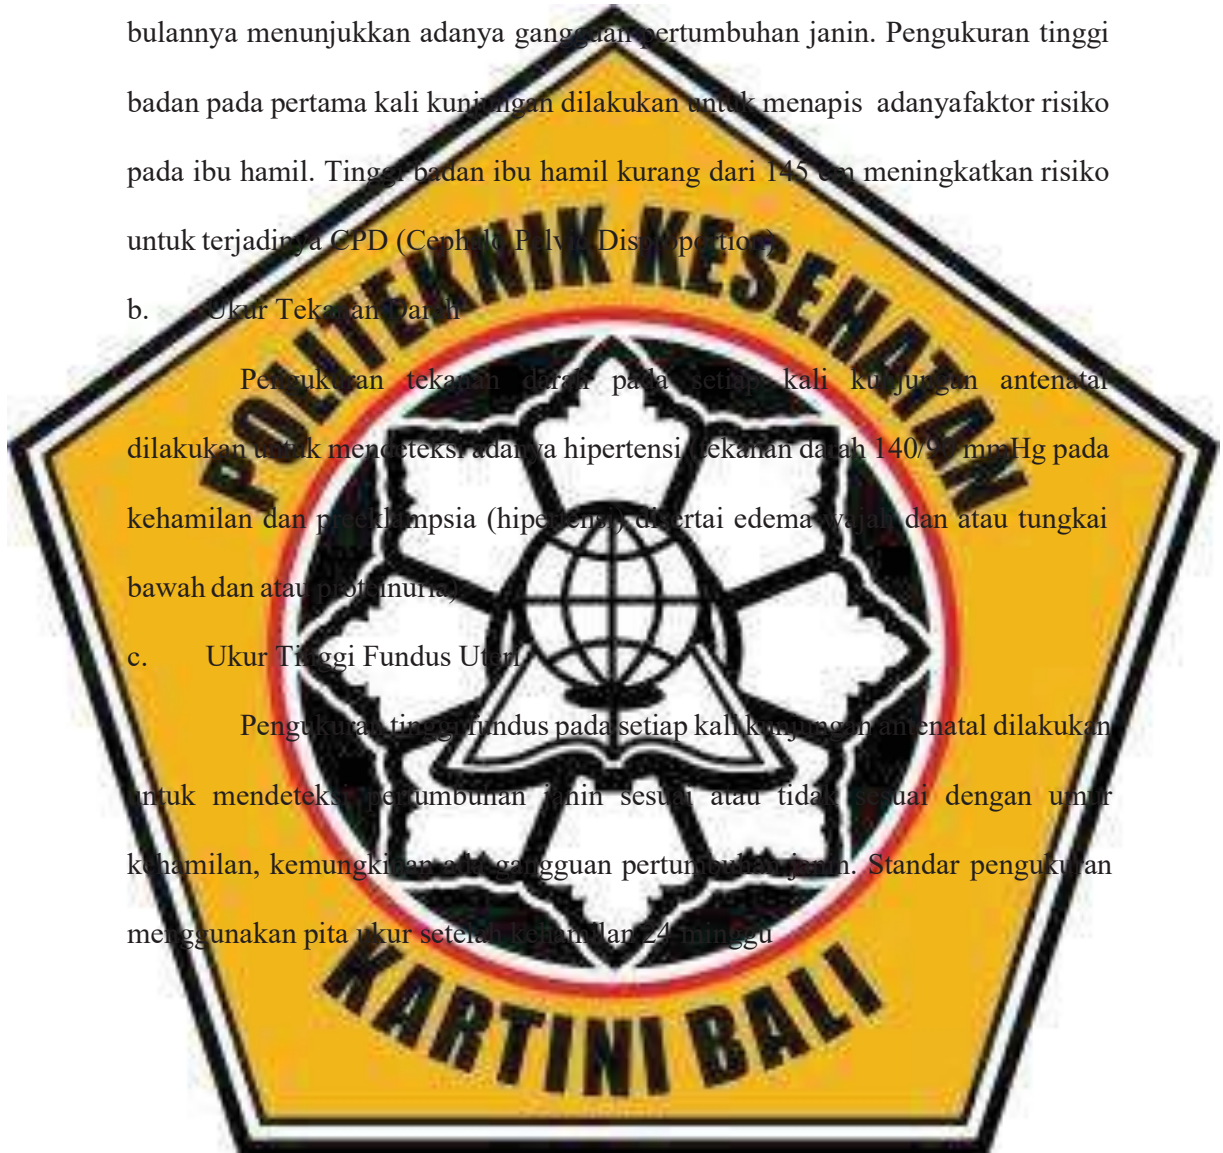 bulannya menunjukkan adanya gangguan pertumbuhan janin. Pengukuran tinggi
badan pada pertama kali kunjungan dilakukan untuk menapis adanyafaktor risiko
pada ibu hamil. Tinggi badan ibu hamil kurang dari 145 cm meningkatkan risiko
untuk terjadinya CPD (Cephalo Pelvic Disproportion)
b. Ukur Tekanan Darah
Pengukuran tekanan darah pada setiap kali kunjungan antenatal
dilakukan untuk mendeteksi adanya hipertensi (tekanan darah 140/90 mmHg pada
kehamilan dan preeklampsia (hipertensi) disertai edema wajah dan atau tungkai
bawah dan atau proteinuria)
c. Ukur Tinggi Fundus Uteri
Pengukuran tinggi fundus pada setiap kali kunjungan antenatal dilakukan
untuk mendeteksi pertumbuhan janin sesuai atau tidak sesuai dengan umur
kehamilan, kemungkinan ada gangguan pertumbuhan janin. Standar pengukuran
menggunakan pita ukur setelah kehamilan 24 minggu
POLITEKNIK KESEHATAN
KARTINI BALI